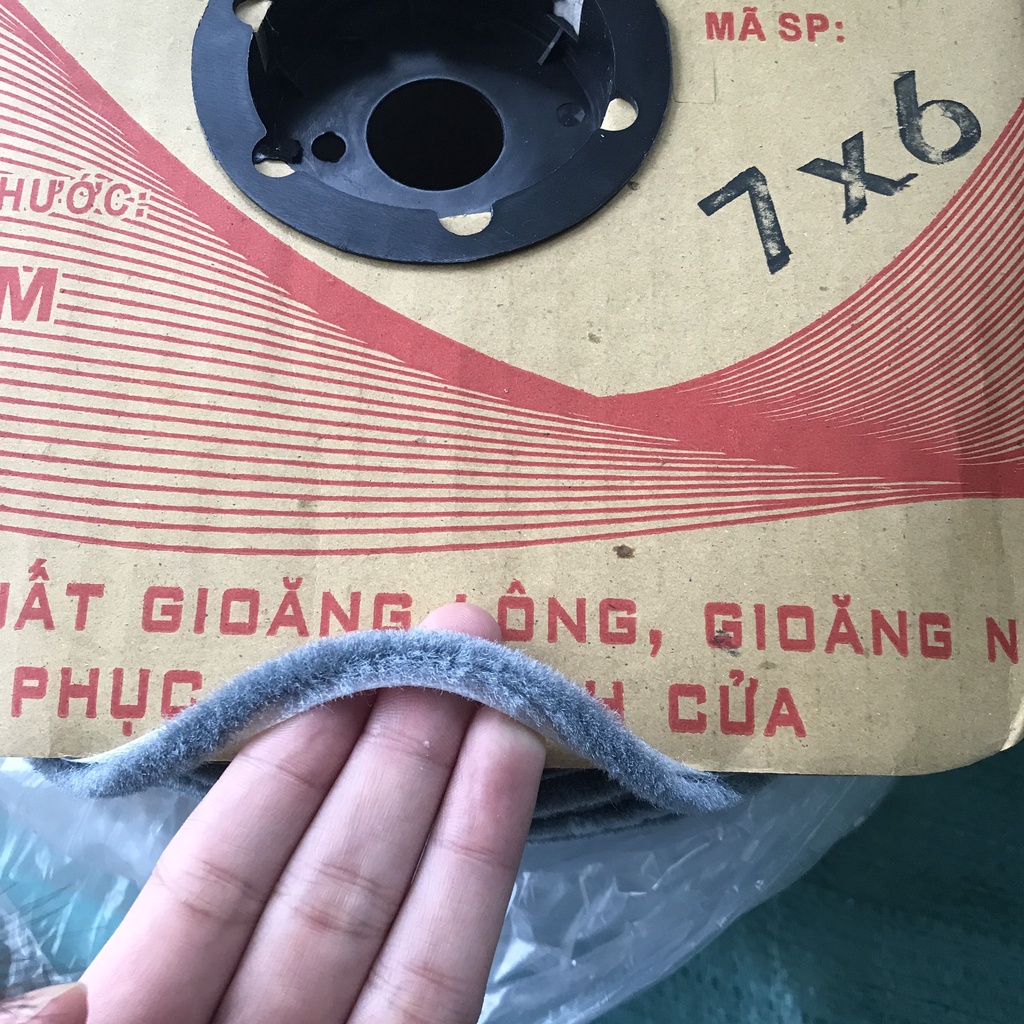 MÃ SP:
7x6
HƯỚC:
M
ẤT GIOĂNG LÔNG, GIOĂNG N
PHỤC CỬA